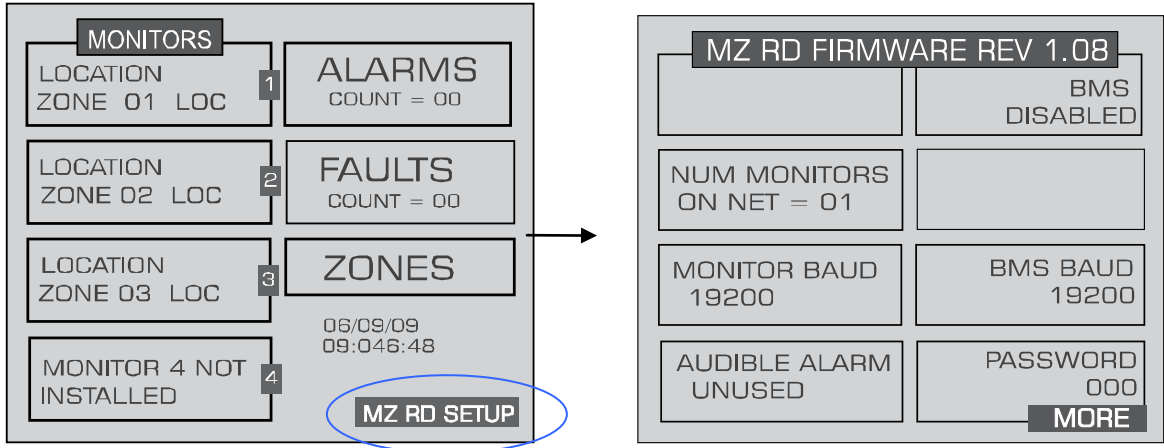 MONITORS
LOCATION
ZONE 01 LOC
1
ALARMS
COUNT = 00
LOCATION
ZONE 02 LOC
2
FAULTS
COUNT = 00
LOCATION
ZONE 03 LOC
3
ZONES
06/09/09
09:046:48
MONITOR 4 NOT
INSTALLED
4
MZ RD SETUP
MZ RD FIRMWARE REV 1.08
BMS
DISABLED
NUM MONITORS
ON NET = 01
MONITOR BAUD
19200
BMS BAUD
19200
AUDIBLE ALARM
UNUSED
PASSWORD
000
MORE